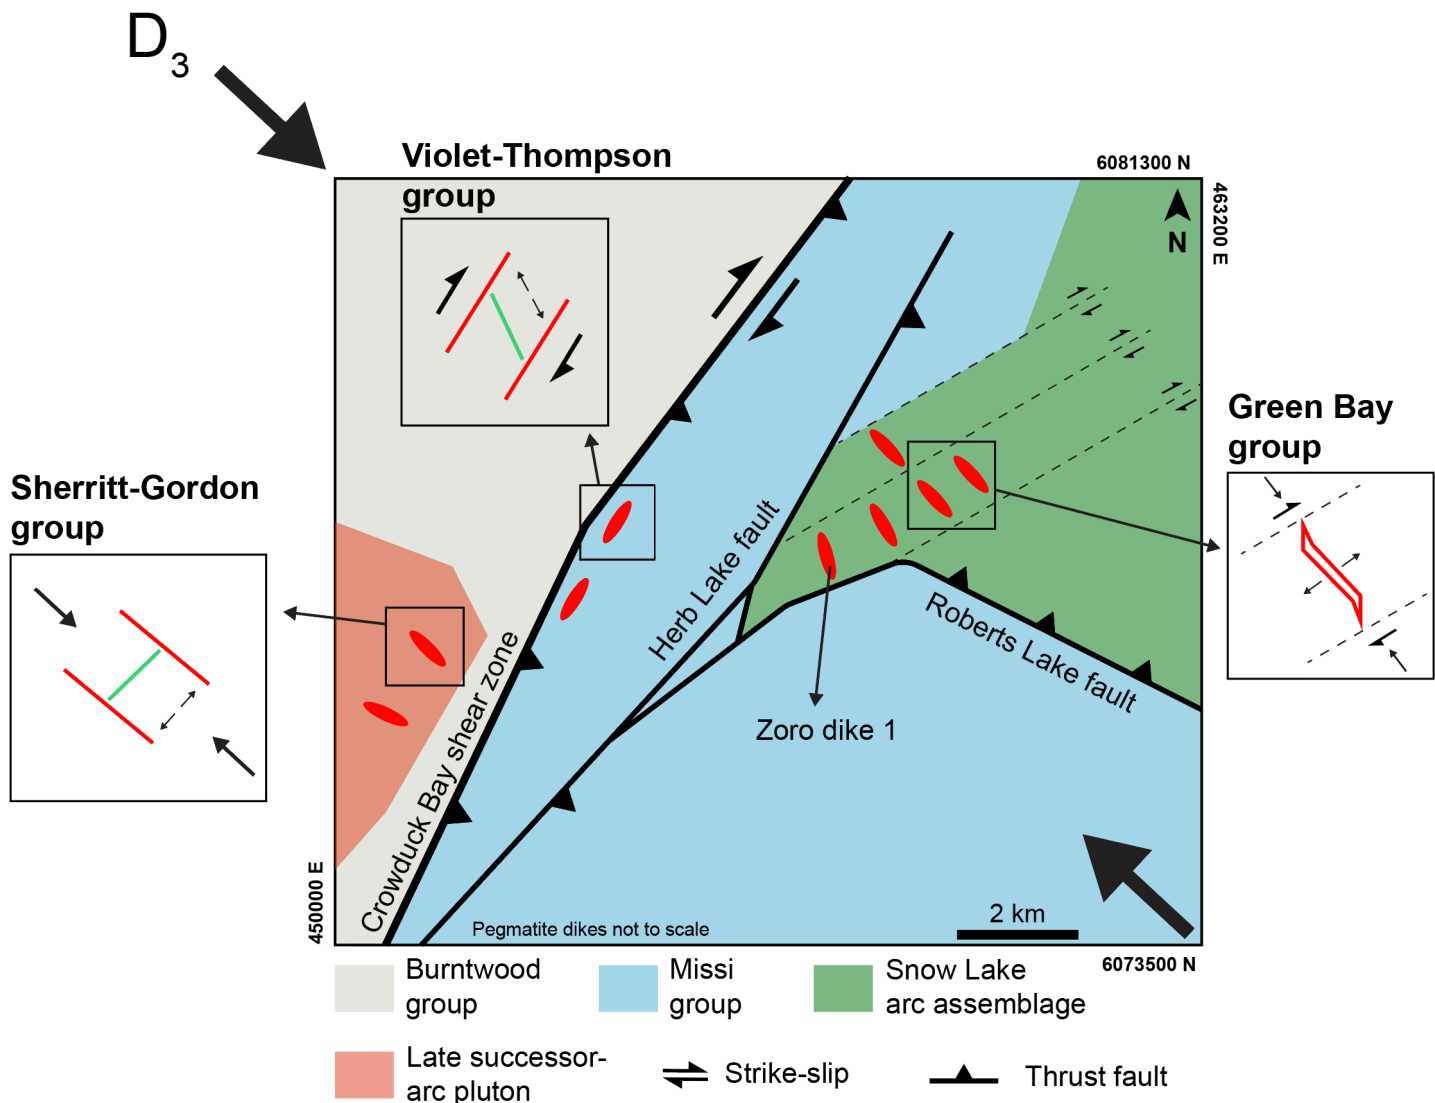 D3
Violet-Thompson
group
6081300 N
463200 E
N
Green Bay
group
Sherritt-Gordon
group
Herb Lake fault
Roberts Lake fault
Zoro dike 1
Crowduck Bay shear zone
450000 E
2 km
Pegmatite dikes not to scale
6073500 N
Burntwood
group
Missi
group
Snow Lake
arc assemblage
Late successor-
arc pluton
Strike-slip
Thrust fault